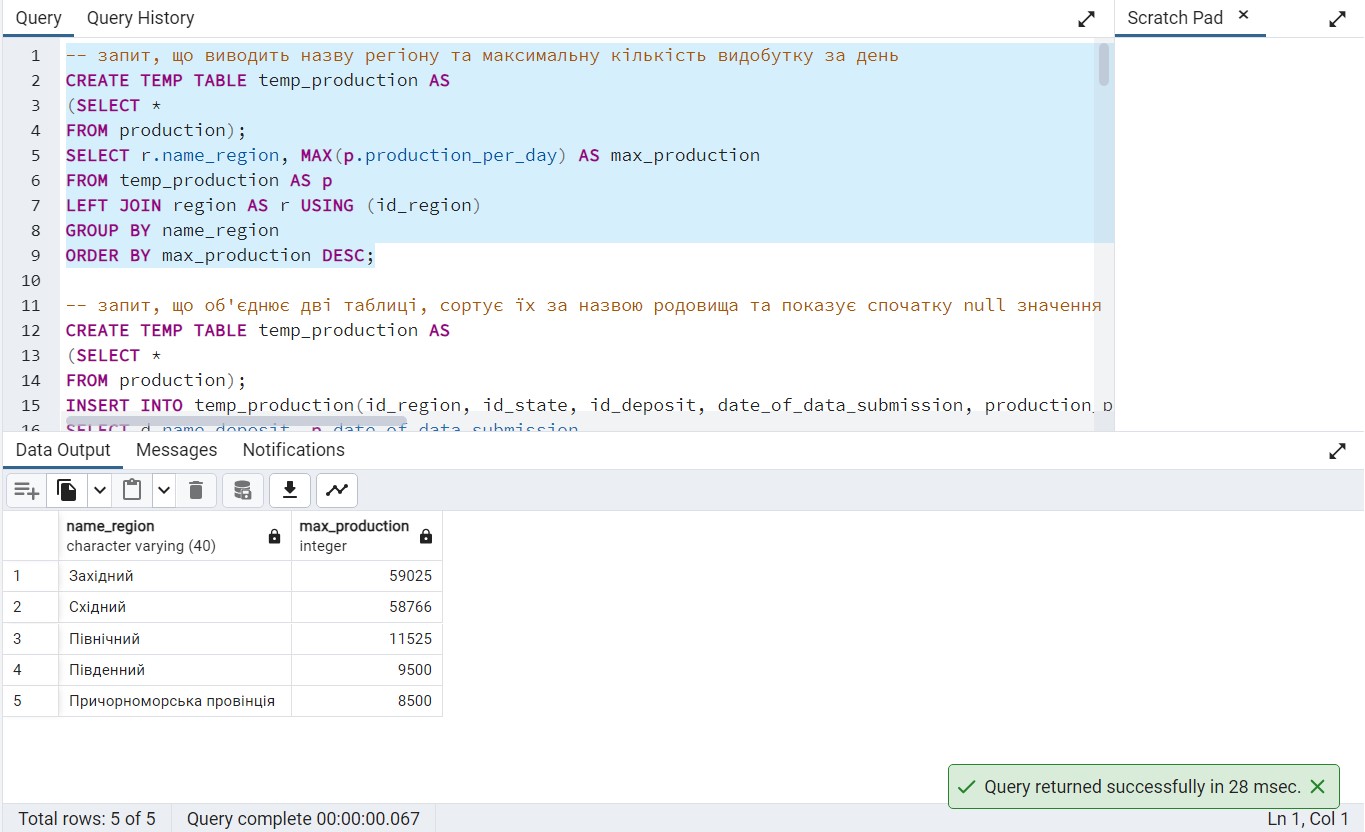 Query Query History Scratch Pad
1 -- запит, що виводить назву регіону та максимальну кількість видобутку за день
2 CREATE TEMP TABLE temp_production AS
3 (SELECT *
4 FROM production);
5 SELECT r.name_region, MAX(p.production_per_day) AS max_production
6 FROM temp_production AS p
7 LEFT JOIN region AS r USING (id_region)
8 GROUP BY name_region
9 ORDER BY max_production DESC;
10
11 -- запит, що об'єднює дві таблиці, сортує їх за назвою родовища та показує спочатку null значення
12 CREATE TEMP TABLE temp_production AS
13 (SELECT *
14 FROM production);
15 INSERT INTO temp_production(id_region, id_state, id_deposit, date_of_data_submission, production_p
16 SELECT d.name_deposit, p.date_of_data_submission
Data Output Messages Notifications
name_region max_production
character varying (40) integer
1 Західний 59025
2 Східний 58766
3 Північний 11525
4 Південний 9500
5 Причорноморська провінція 8500
Query returned successfully in 28 msec.
Total rows: 5 of 5 Query complete 00:00:00.067 Ln 1, Col 1